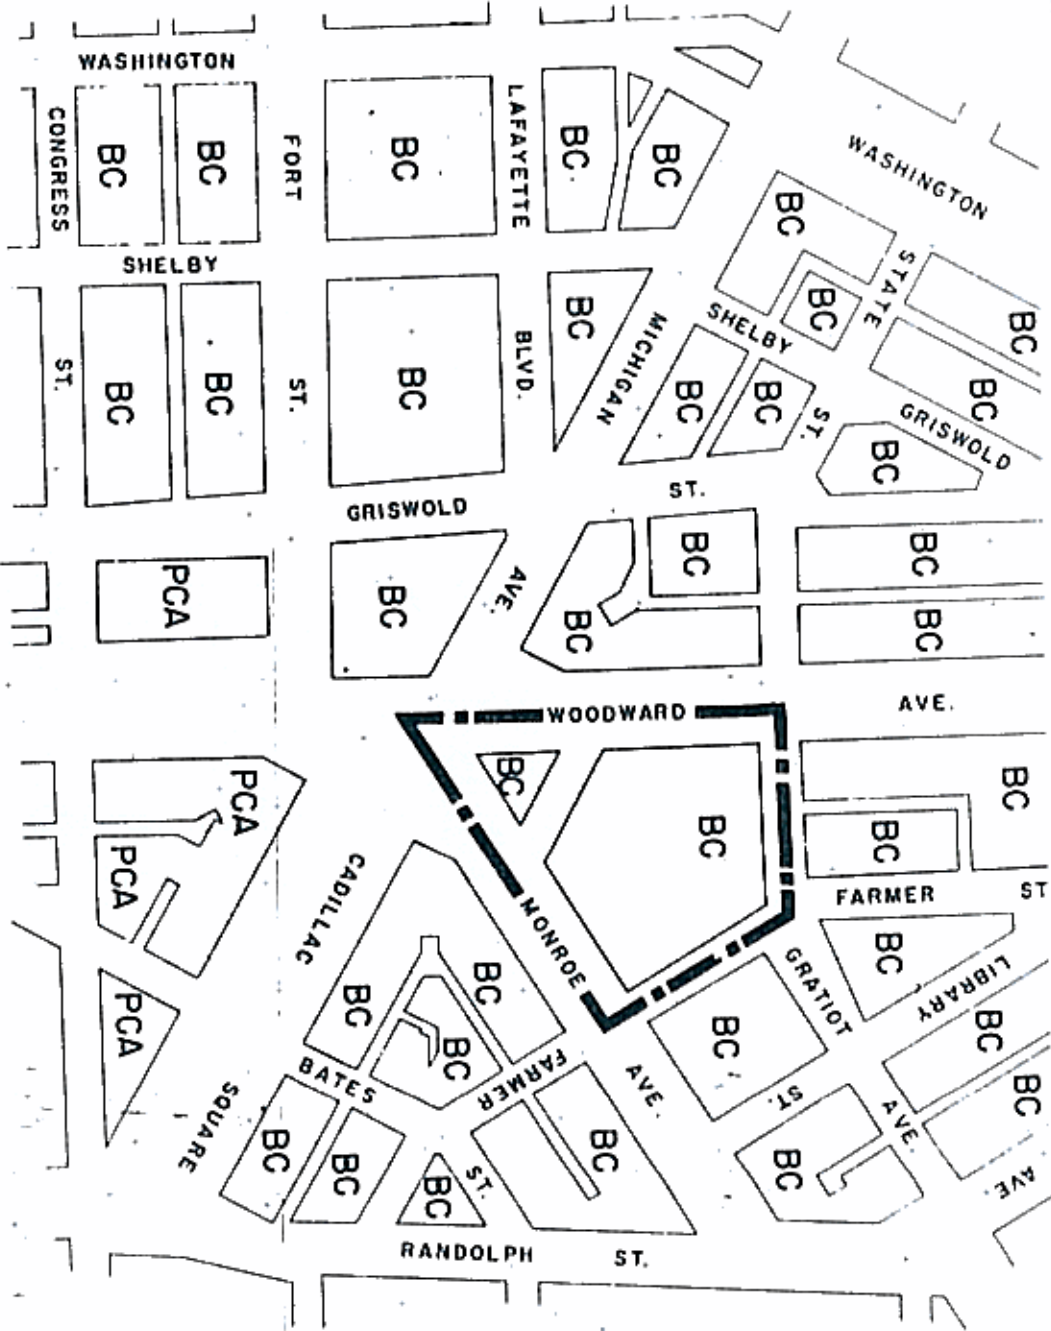 WASHINGTON
CONGRESS
BC
BC
FORT
BC
LAFAYETTE
BC
BC
WASHINGTON
SHELBY
BC
STATE
BC
SHELBY
BC
ST.
BC
BC
ST.
BC
BLVD.
BC
MICHIGAN
BC
BC
ST.
BC
GRISWOLD
BC
GRISWOLD
ST.
PCA
BC
AVE.
BC
BC
BC
BC
WOODWARD
AVE.
PCA
BC
BC
BC
BC
PCA
CADILLAC
MONROE
FARMER
ST
BC
GRATIOT
LIBRARY
PCA
BC
BC
BC
BC
BC
BATES
FARMER
AVE.
ST.
AVE.
BC
AVE
SQUARE
BC
BC
BC
ST.
BC
BC
RANDOLPH
ST.